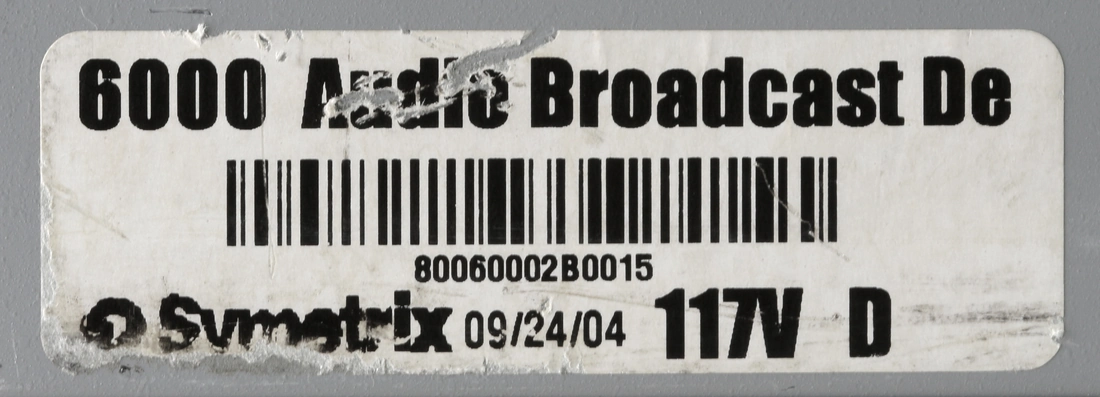 6000 Audio Broadcast De
80060002B0015
Symetrix 09/24/04 117V D